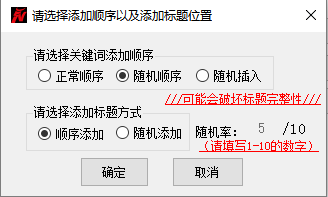 请选择添加顺序以及添加标题位置
请选择关键词添加顺序
正常顺序 随机顺序 随机插入
///可能会破坏标题完整性///
请选择添加标题方式
顺序添加 随机添加 随机率: 5 /10
(请填写1-10的数字)
确定 取消